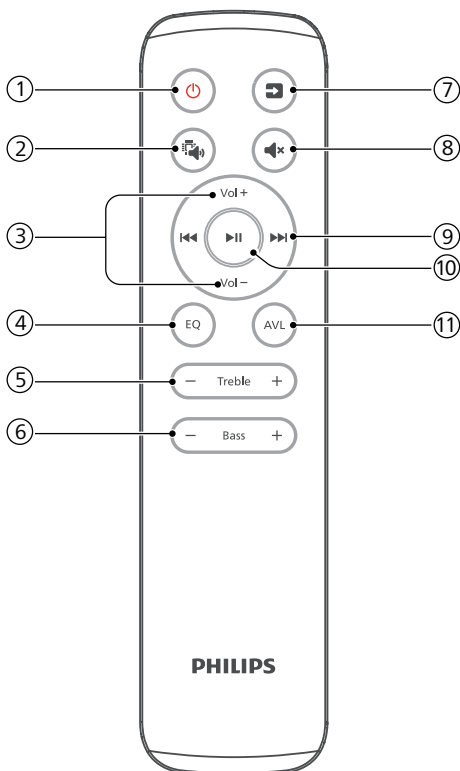 ① ⑦
② ⑧
Vol +
③ ⑨
⑩
Vol −
④ EQ AVL ⑪
⑤ − Treble +
⑥ − Bass +
PHILIPS